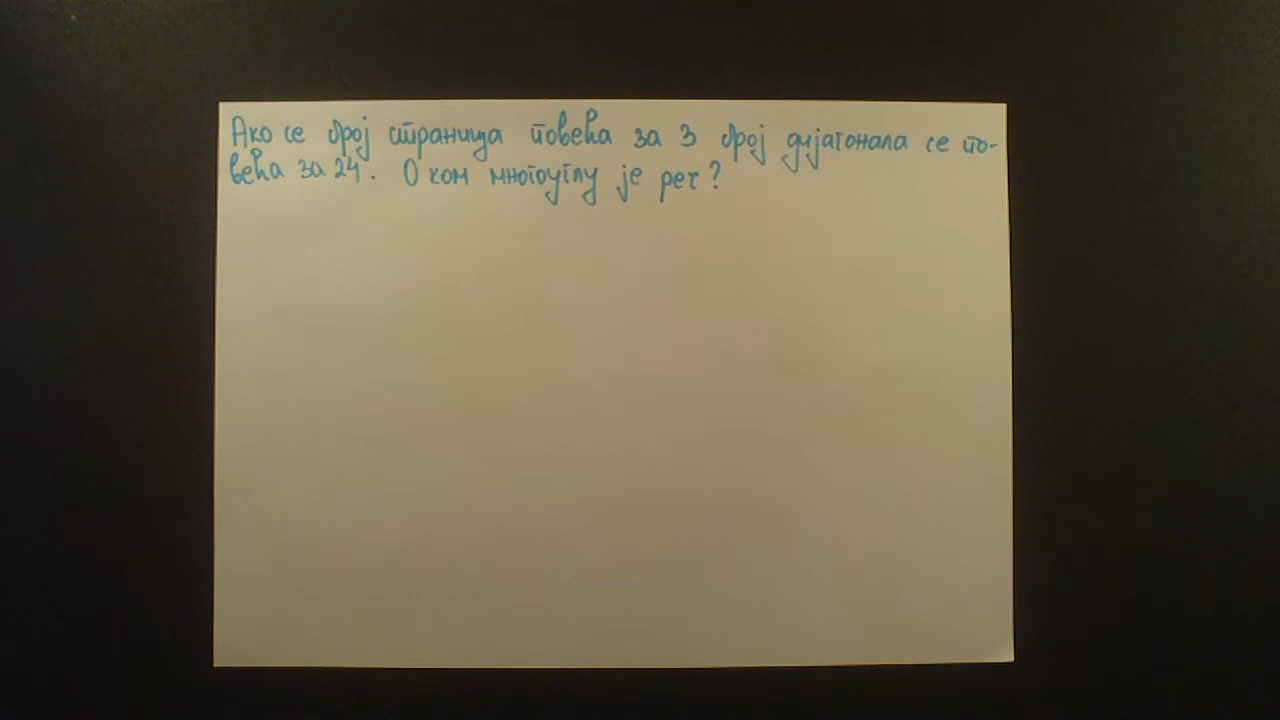 Ако се број страница повећа за 3 број дијагонала се по-
већа за 24. О ком многоуглу је реч?